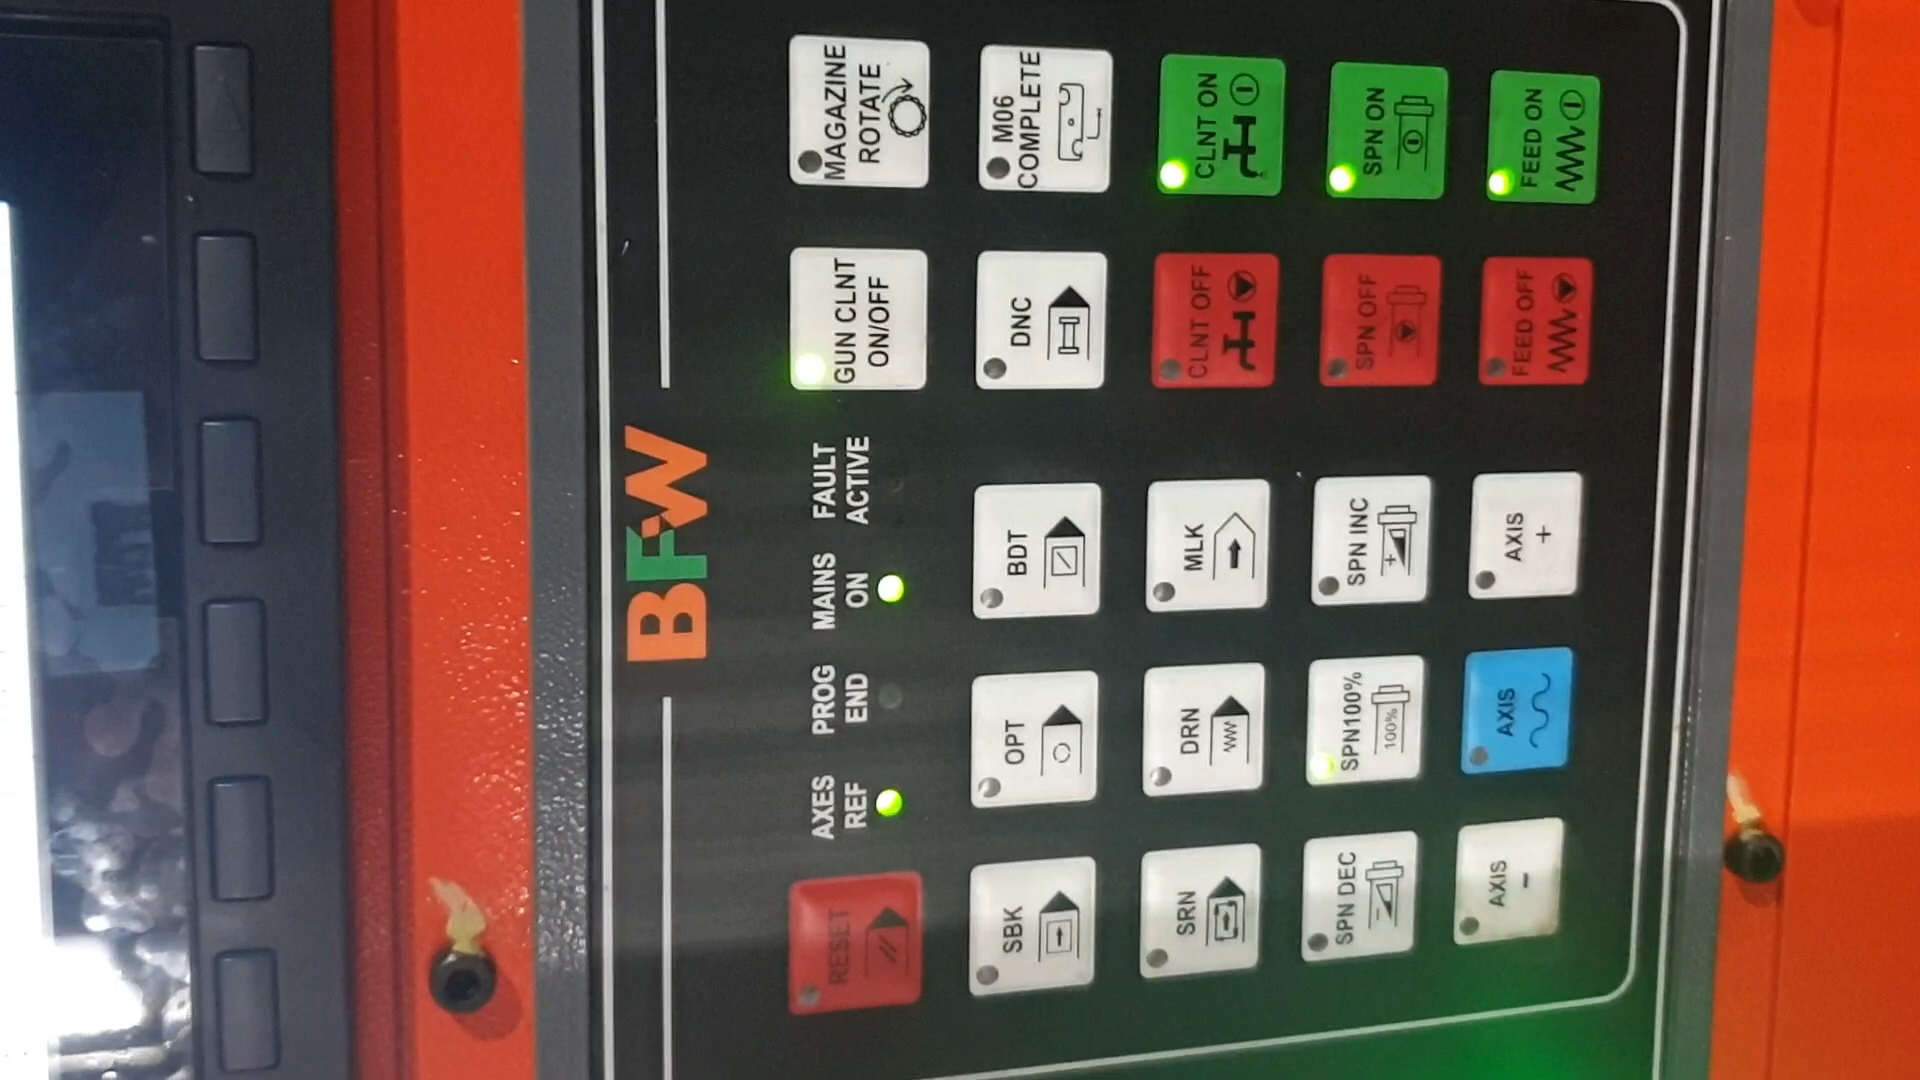 BFW
RESET
AXES
REF
PROG
END
MAINS
ON
FAULT
ACTIVE
GUN CLNT
ON/OFF
MAGAZINE
ROTATE
SBK
OPT
BDT
DNC
M06
COMPLETE
SRN
DRN
MLK
CLNT OFF
CLNT ON
SPN DEC
-
SPN100%
100%
SPN INC
+
SPN OFF
SPN ON
AXIS
-
AXIS
AXIS
+
FEED OFF
FEED ON